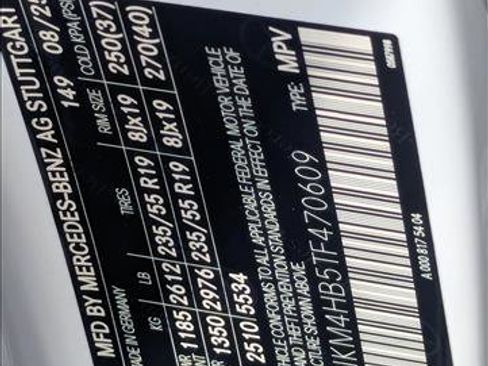 MFD BY MERCEDES-BENZ AG STUTTGART
MADE IN GERMANY 149 08/25
KG LB TIRES RIM SIZE COLD KPA(PSI
1185 2612 235/55 R19 8Jx19 250(37)
1350 2976 235/55 R19 8Jx19 270(40)
2510 5534
CONFORMS TO ALL APPLICABLE FEDERAL MOTOR VEHICLE
AND THEFT PREVENTION STANDARDS IN EFFECT ON THE DATE OF
SHOWN ABOVE.
KM4HB5TF470609 TYPE: MPV
A 000 817 54 04